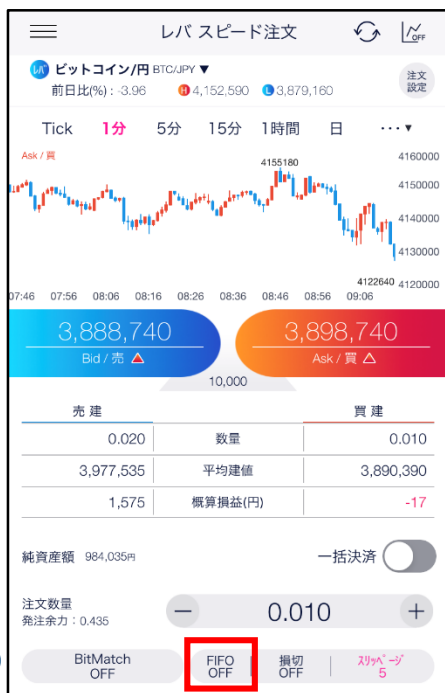 レバ スピード注文
OFF
レバ ビットコイン/円 BTC/JPY ▼
前日比(%) : -3.96 H 4,152,590 L 3,879,160
注文
設定
Tick 1分 5分 15分 1時間 日 ··· ▼
Ask / 買
4155180
4160000
4150000
4140000
4130000
4122640
4120000
07:46 07:56 08:06 08:16 08:26 08:36 08:46 08:56 09:06
3,888,740 3,898,740
Bid / 売 ▲ Ask / 買 △
10,000
売 建 買 建
0.020 数量 0.010
3,977,535 平均建値 3,890,390
1,575 概算損益(円) -17
純資産額 984,035円 一括決済
注文数量
発注余力 : 0.435
− 0.010 +
BitMatch
OFF
FIFO
OFF
損切
OFF
スリッページ
5